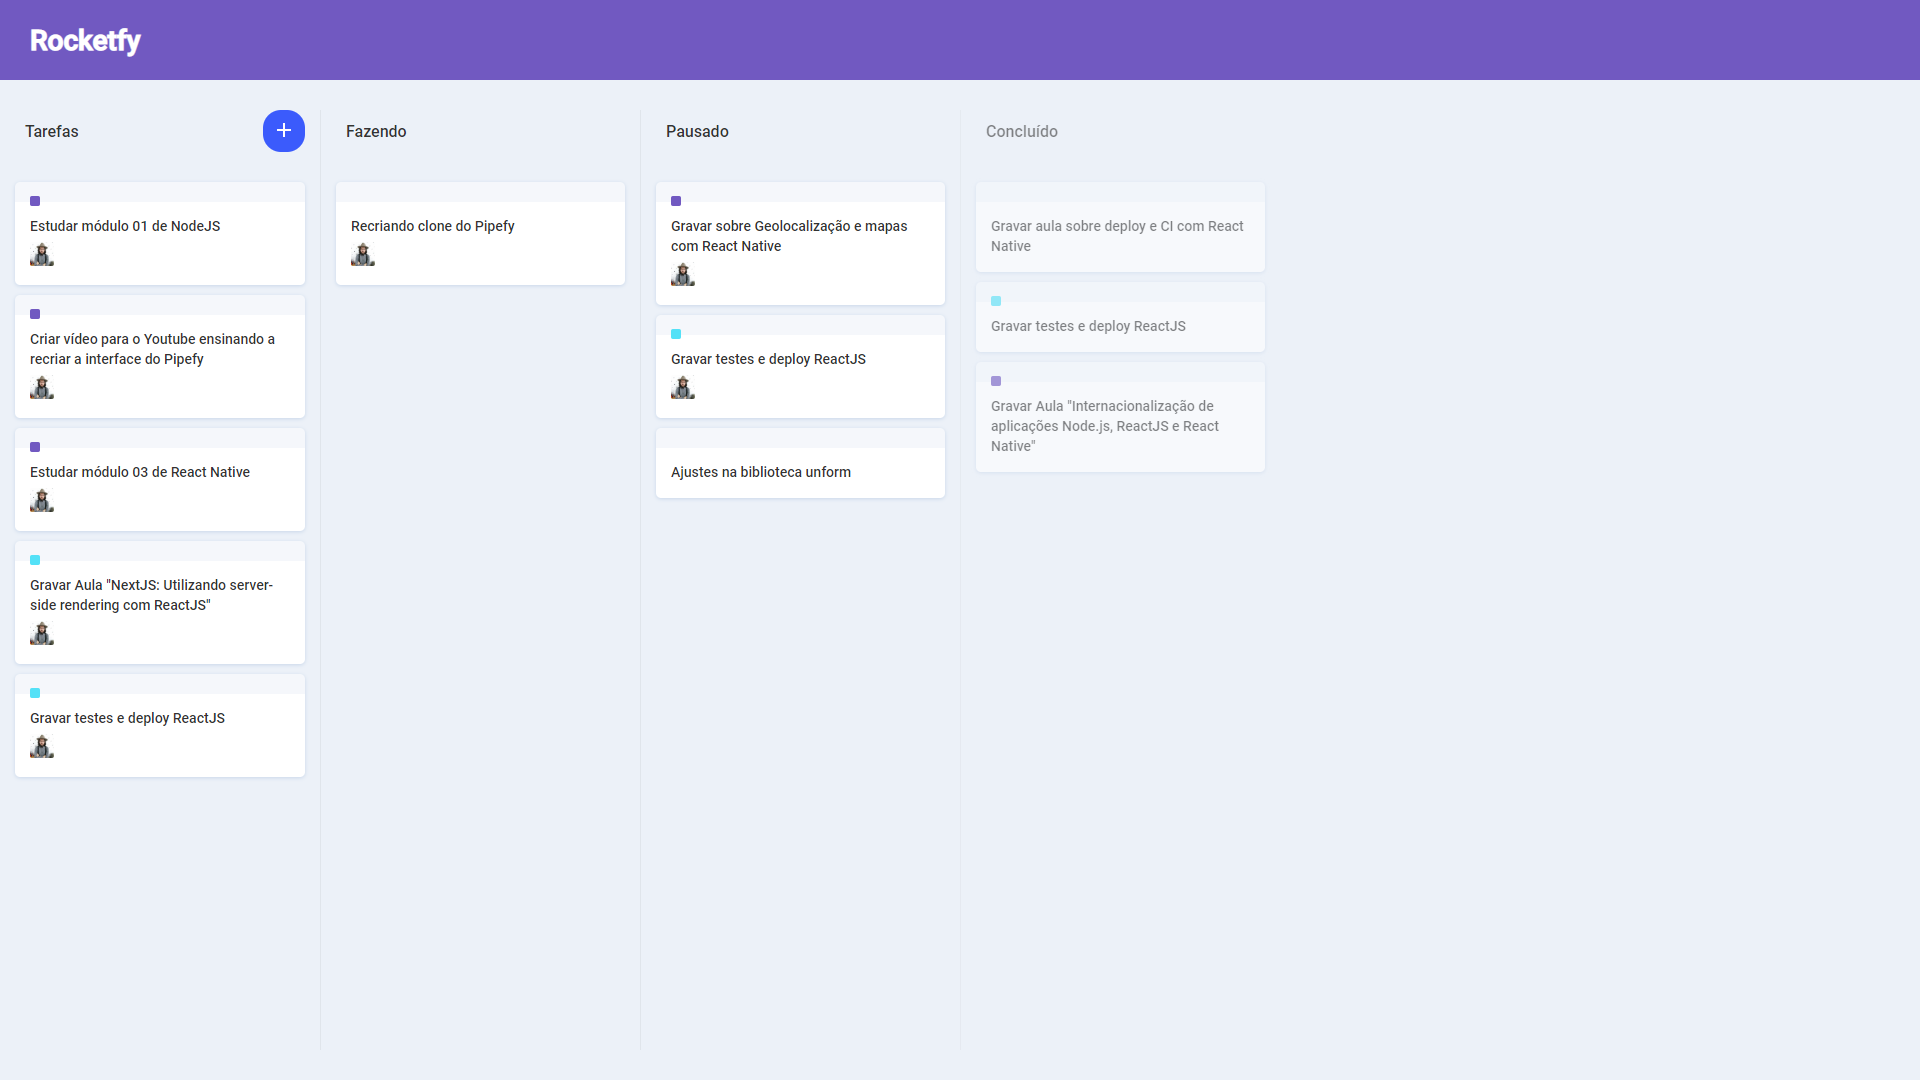 Rocketfy
Tarefas
Estudar módulo 01 de NodeJS
Criar vídeo para o Youtube ensinando a
recriar a interface do Pipefy
Estudar módulo 03 de React Native
Gravar Aula "NextJS: Utilizando server-
side rendering com ReactJS"
Gravar testes e deploy ReactJS
Fazendo
Recriando clone do Pipefy
Pausado
Gravar sobre Geolocalização e mapas
com React Native
Gravar testes e deploy ReactJS
Ajustes na biblioteca unform
Concluído
Gravar aula sobre deploy e CI com React
Native
Gravar testes e deploy ReactJS
Gravar Aula "Internacionalização de
aplicações Node.js, ReactJS e React
Native"